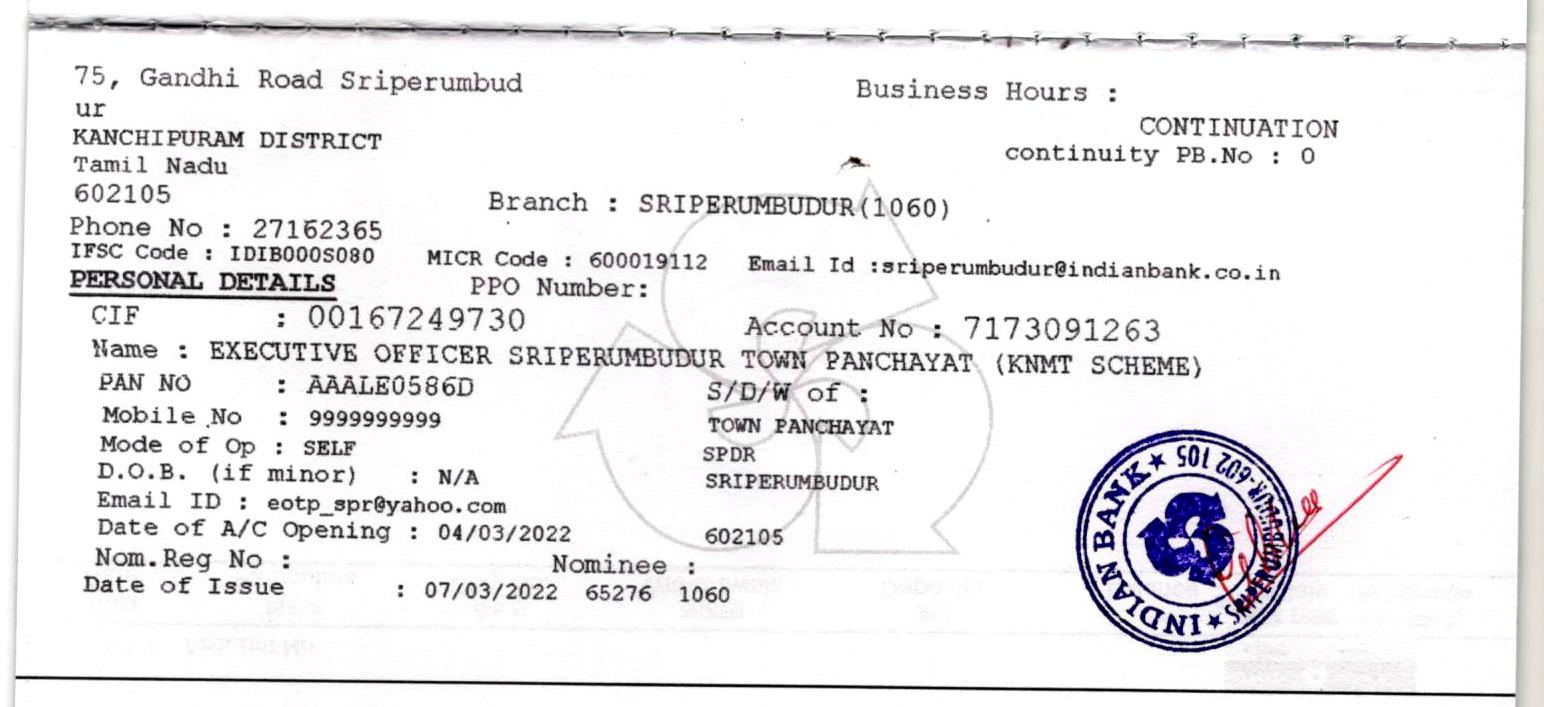 75, Gandhi Road Sriperumbud
ur
Business Hours :
KANCHIPURAM DISTRICT
CONTINUATION
Tamil Nadu
continuity PB.No : 0
602105
Branch : SRIPERUMBUDUR(1060)
Phone No : 27162365
IFSC Code : IDIB000S080 MICR Code : 600019112 Email Id :sriperumbudur@indianbank.co.in
PERSONAL DETAILS PPO Number:
CIF : 00167249730 Account No : 7173091263
Name : EXECUTIVE OFFICER SRIPERUMBUDUR TOWN PANCHAYAT (KNMT SCHEME)
PAN NO : AAALE0586D S/D/W of :
Mobile No : 9999999999 TOWN PANCHAYAT
Mode of Op : SELF SPDR
D.O.B. (if minor) : N/A SRIPERUMBUDUR
Email ID : eotp_spr@yahoo.com
Date of A/C Opening : 04/03/2022 602105
Nom.Reg No : Nominee :
Date of Issue : 07/03/2022 65276 1060
INDIAN BANK
SRIPERUMBUDUR-602 105